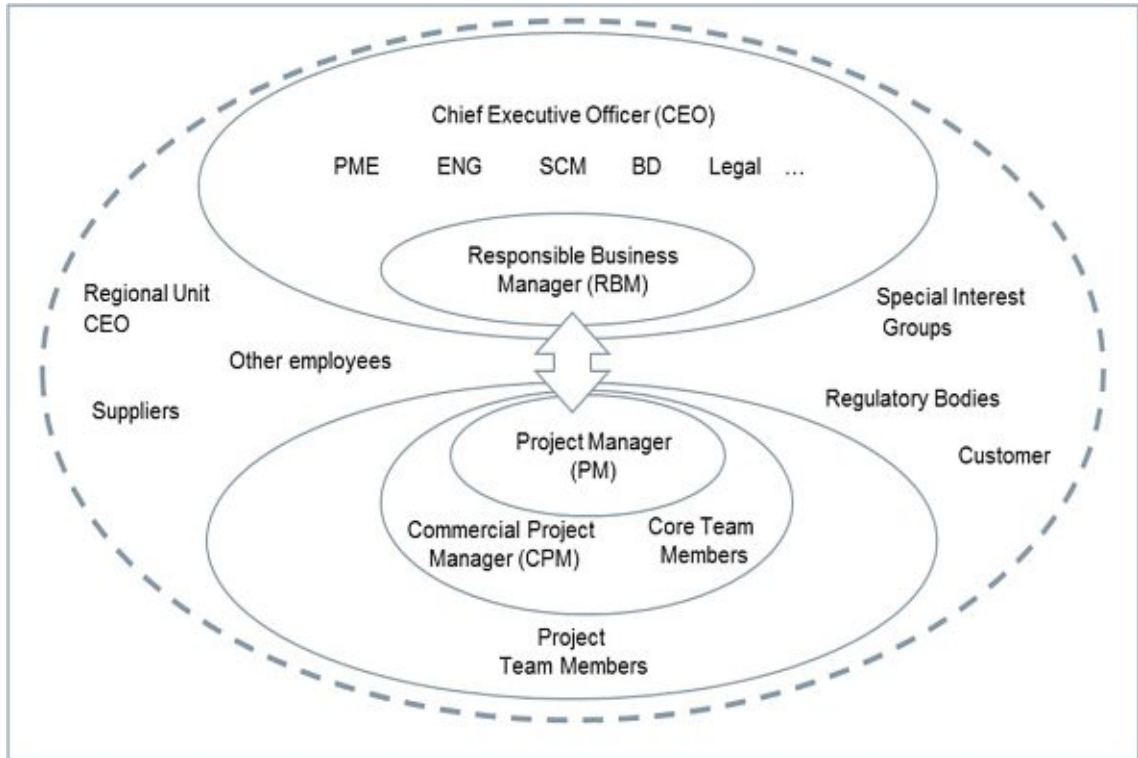 Chief Executive Officer (CEO)
PME ENG SCM BD Legal ...
Responsible Business
Manager (RBM)
Regional Unit
CEO
Special Interest
Groups
Other employees
Suppliers
Regulatory Bodies
Customer
Project Manager
(PM)
Commercial Project
Manager (CPM)
Core Team
Members
Project
Team Members